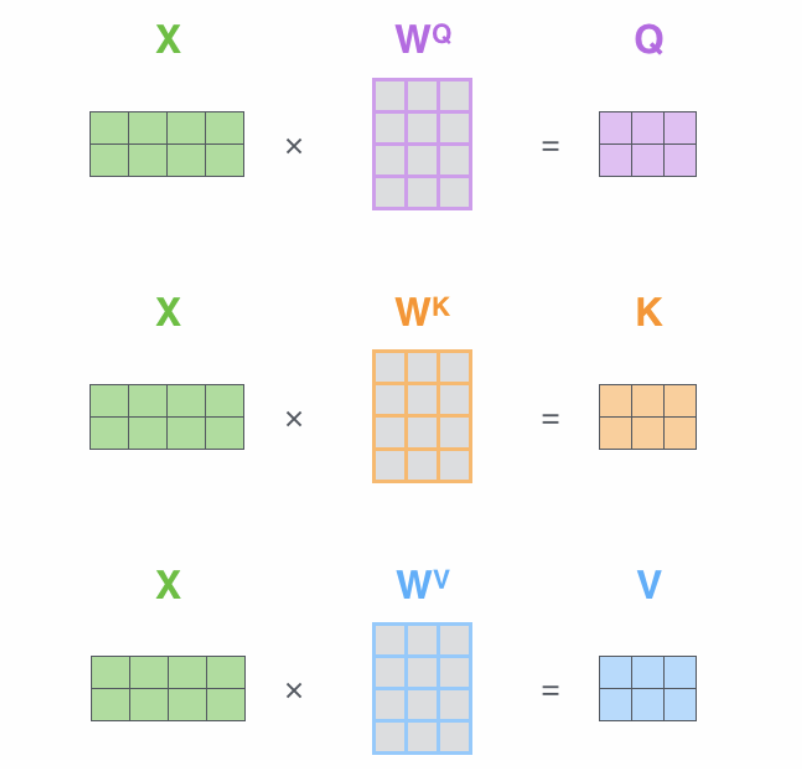 X W^Q Q
× =
X W^K K
× =
X W^V V
× =